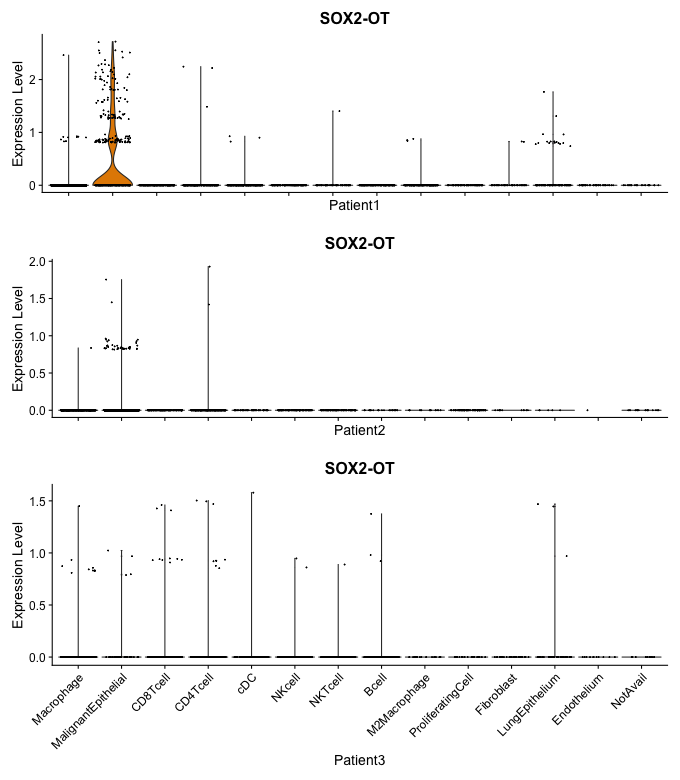 SOX2-OT
Expression Level
2
1
0
Patient1
SOX2-OT
Expression Level
2.0
1.5
1.0
0.5
0.0
Patient2
SOX2-OT
Expression Level
1.5
1.0
0.5
0.0
Macrophage
MalignantEpithelial
CD8Tcell
CD4Tcell
cDC
NKcell
NKTcell
Bcell
M2Macrophage
ProliferatingCell
Fibroblast
LungEpithelium
Endothelium
NotAvail
Patient3